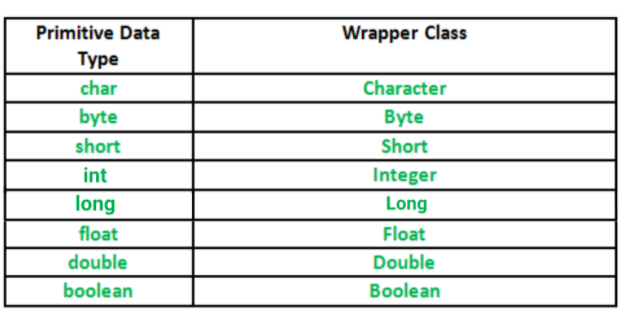 Primitive Data Type Wrapper Class
char Character
byte Byte
short Short
int Integer
long Long
float Float
double Double
boolean Boolean